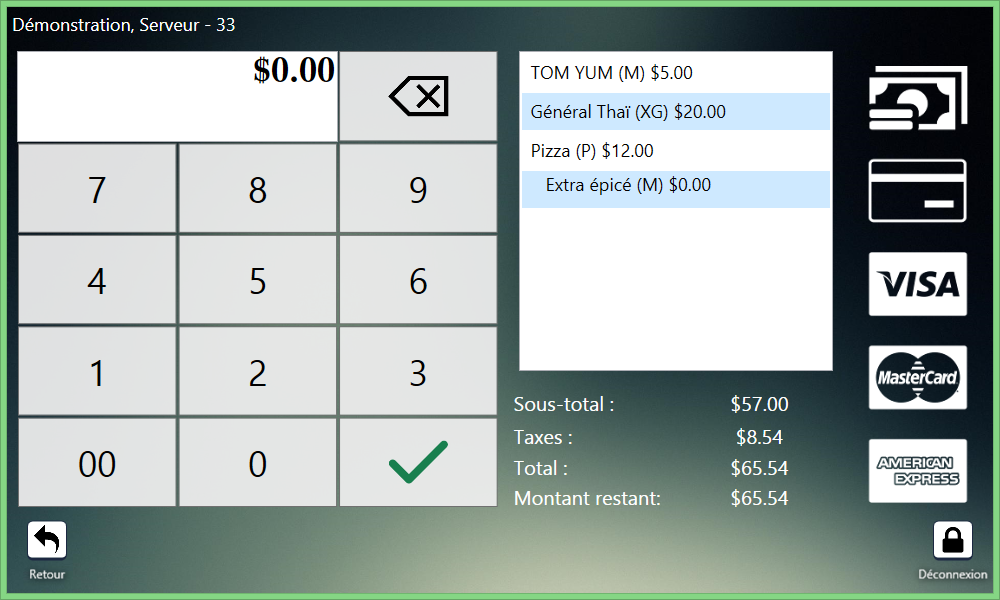 Démonstration, Serveur - 33
$0.00
7 8 9
4 5 6
1 2 3
00 0
TOM YUM (M) $5.00
Général Thaï (XG) $20.00
Pizza (P) $12.00
Extra épicé (M) $0.00
Sous-total : $57.00
Taxes : $8.54
Total : $65.54
Montant restant: $65.54
VISA
MasterCard
AMERICAN
EXPRESS
Retour
Déconnexion